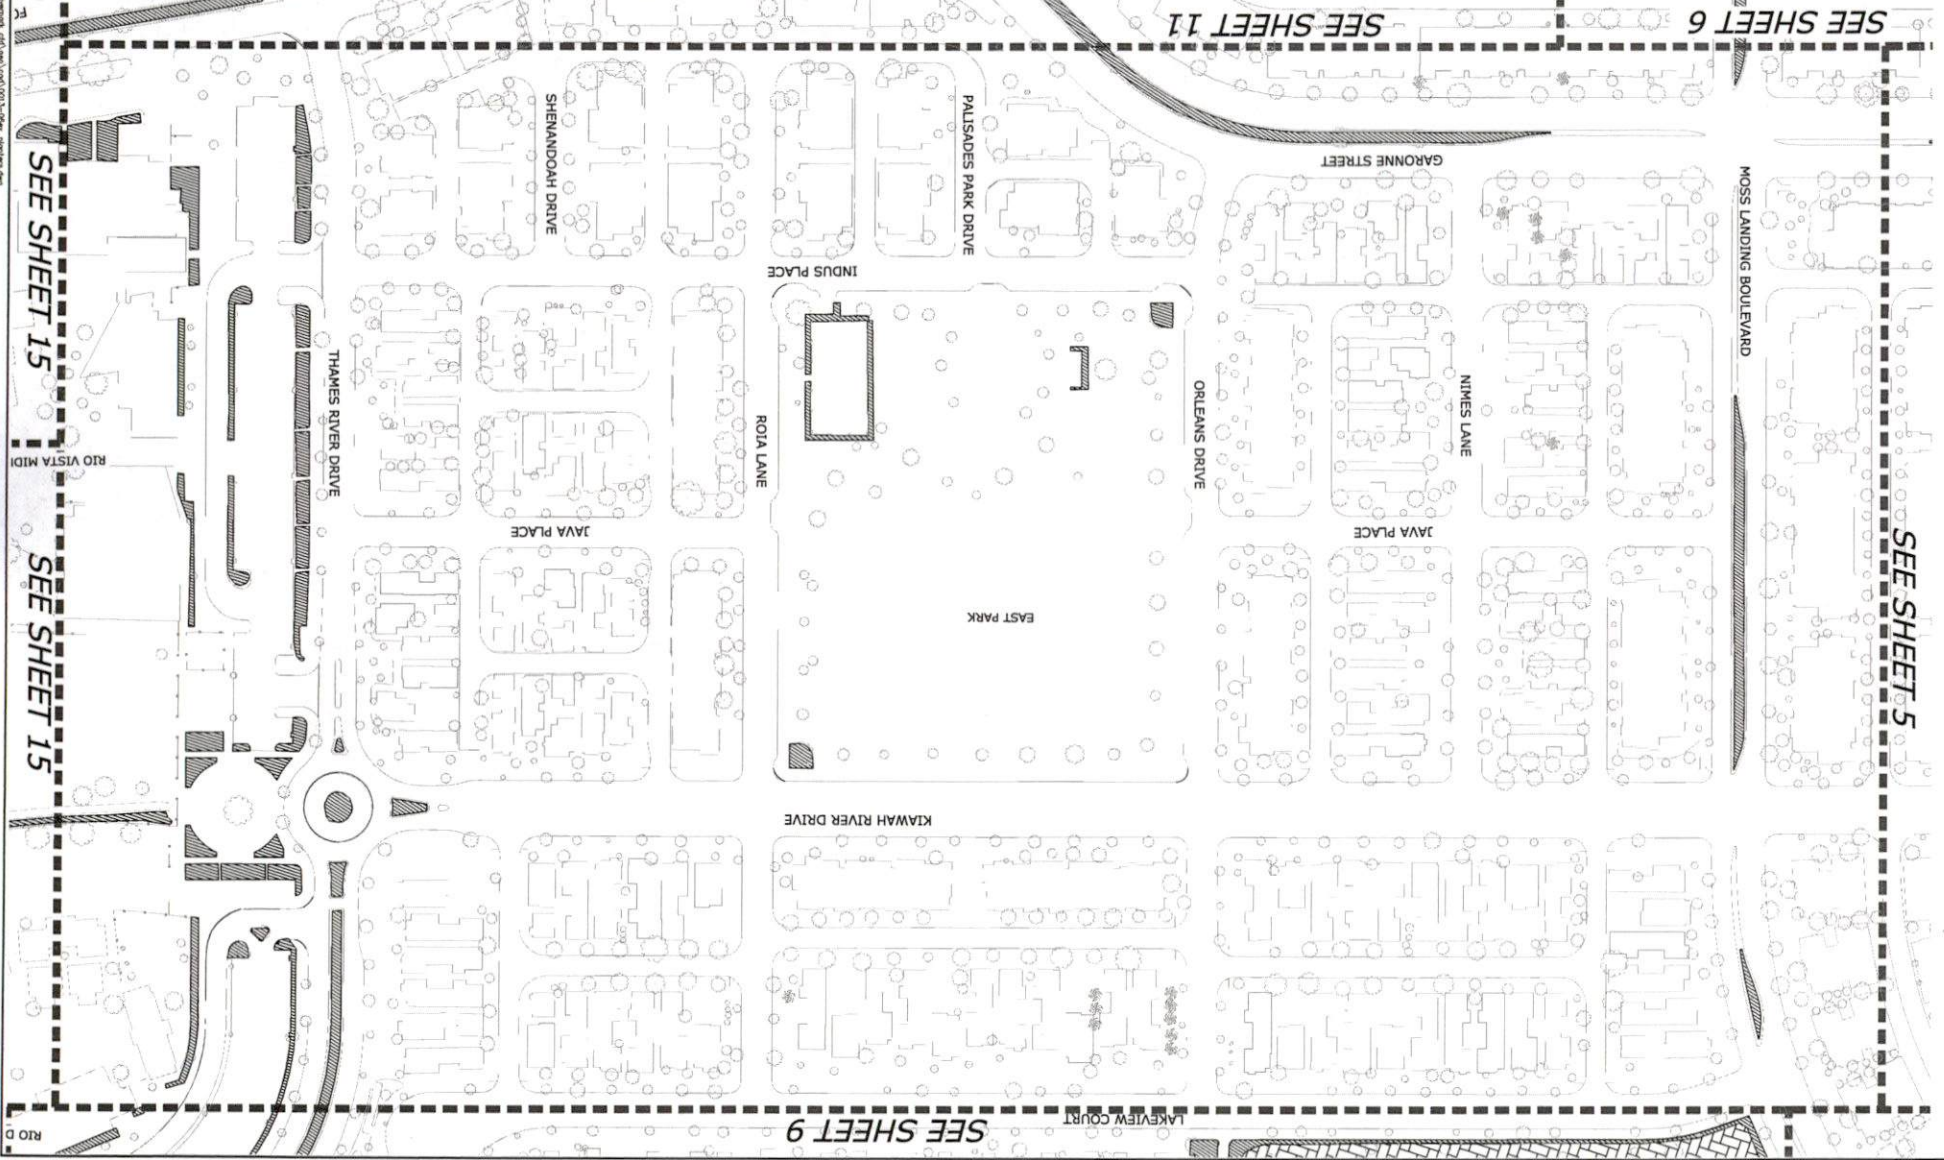 SEE SHEET 11
SEE SHEET 6
SEE SHEET 15
SEE SHEET 15
SEE SHEET 5
SEE SHEET 9
SHENANDOAH DRIVE
PALISADES PARK DRIVE
GARONNE STREET
MOSS LANDING BOULEVARD
INDUS PLACE
THAMES RIVER DRIVE
ROIA LANE
ORLEANS DRIVE
NIMES LANE
RIO VISTA MIDI
JAVA PLACE
JAVA PLACE
EAST PARK
KIAWAH RIVER DRIVE
LAKEVIEW COURT
RIO D